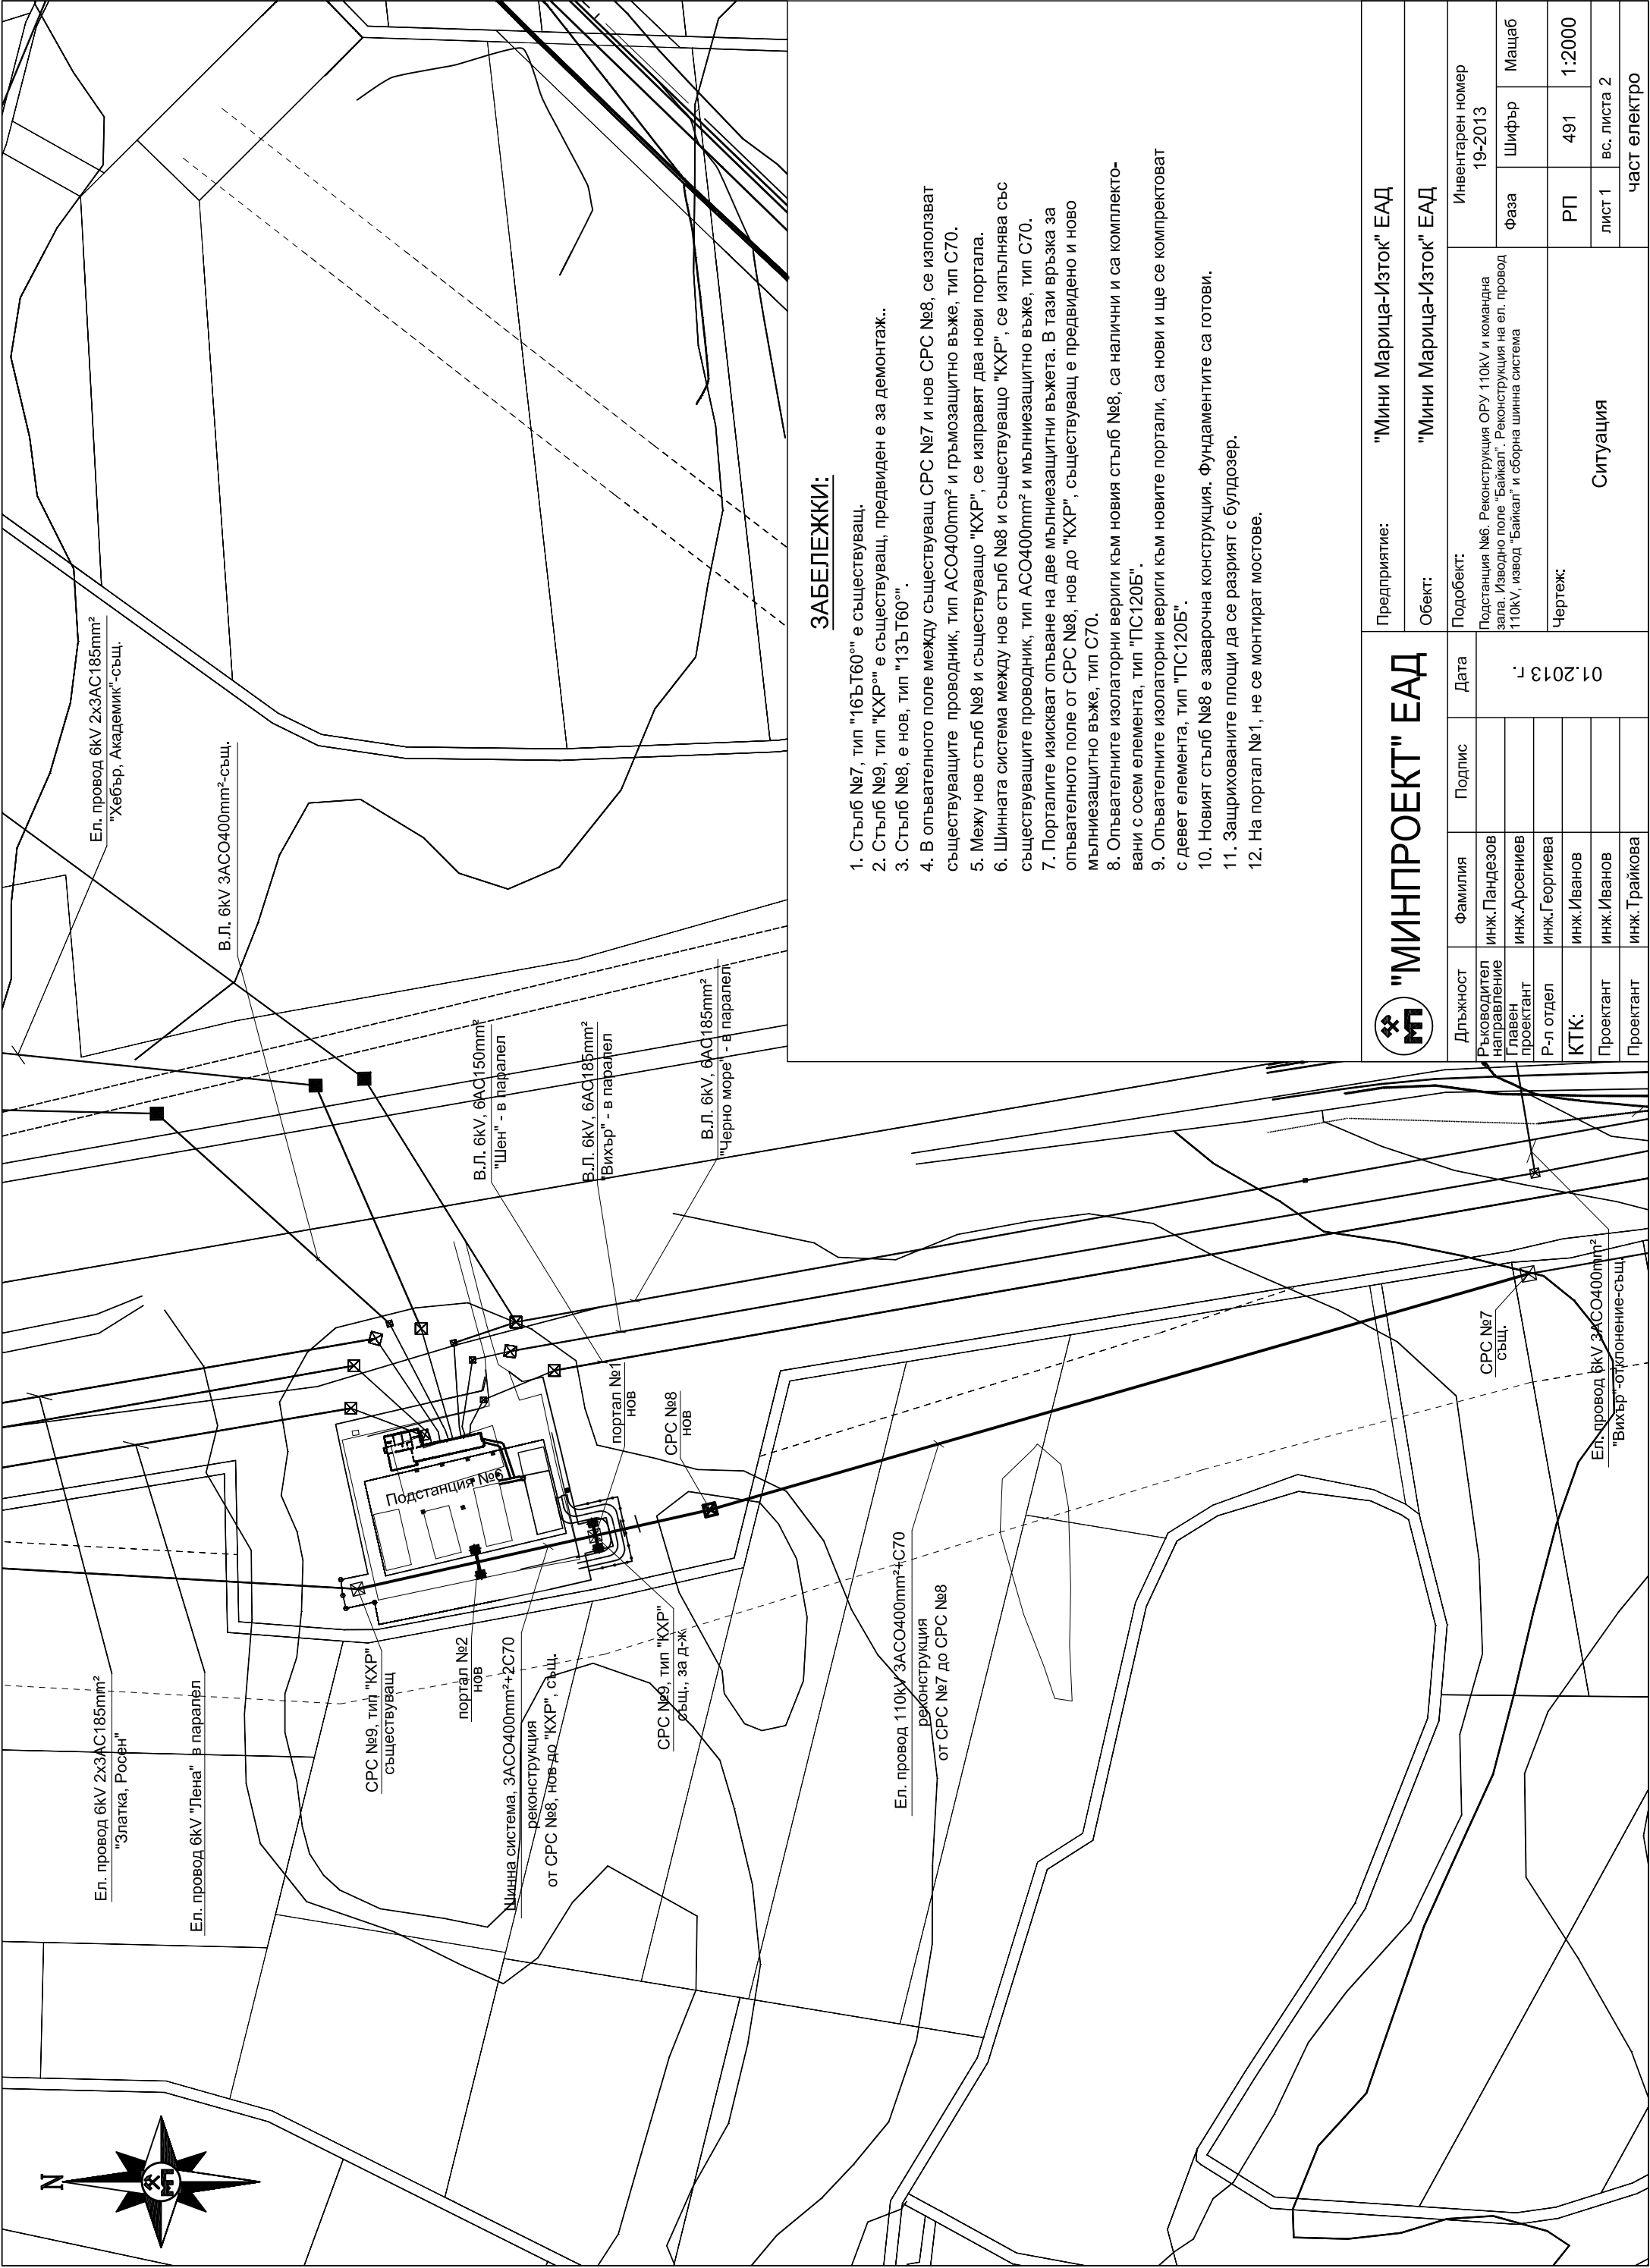 N
Ел. провод 6kV 2x3АС185mm²
"Златка, Росен"
Ел. провод 6kV "Лена" в паралел
СРС №9, тип "КХР"
съществуващ
портал №2
нов
Шинна система, 3АСО400mm²+2С70
реконструкция
от СРС №8, нов до "КХР", същ.
СРС №9, тип "КХР"
същ., за д-ж
Ел. провод 110kV 3АСО400mm²+С70
реконструкция
от СРС №7 до СРС №8
Подстанция №6
портал №1
нов
СРС №8
нов
СРС №7
същ.
Ел. провод 6kV 3АСО400mm²
"Вихър"-отклонение-същ.
Ел. провод 6kV 2x3АС185mm²
"Хебър, Академик"-същ.
В.Л. 6kV 3АСО400mm²-същ.
В.Л. 6kV, 6АС150mm²
"Шен" - в паралел
В.Л. 6kV, 6АС185mm²
"Вихър" - в паралел
В.Л. 6kV, 6АС185mm²
"Черно море" - в паралел
ЗАБЕЛЕЖКИ:
1. Стълб №7, тип "16ЪТ60°" е съществуващ.
2. Стълб №9, тип "КХР°" е съществуващ, предвиден е за демонтаж..
3. Стълб №8, е нов, тип "13ЪТ60°".
4. В опъвателното поле между съществуващ СРС №7 и нов СРС №8, се използват
съществуващите проводник, тип АСО400mm² и гръмозащитно въже, тип С70.
5. Межу нов стълб №8 и съществуващо "КХР", се изправят два нови портала.
6. Шинната система между нов стълб №8 и съществуващо "КХР", се изпълнява със
съществуващите проводник, тип АСО400mm² и мълниезащитно въже, тип С70.
7. Порталите изискват опъване на две мълниезащитни въжета. В тази връзка за
опъвателното поле от СРС №8, нов до "КХР", съществуващ е предвидено и ново
мълниезащитно въже, тип С70.
8. Опъвателните изолаторни вериги към новия стълб №8, са налични и са комплекто-
вани с осем елемента, тип "ПС120Б".
9. Опъвателните изолаторни вериги към новите портали, са нови и ще се компректоват
с девет елемента, тип "ПС120Б".
10. Новият стълб №8 е заварочна конструкция. Фундаментите са готови.
11. Защрихованите площи да се разрият с булдозер.
12. На портал №1, не се монтират мостове.
"МИНПРОЕКТ" ЕАД
Предприятие: "Мини Марица-Изток" ЕАД
Обект: "Мини Марица-Изток" ЕАД
Длъжност Фамилия Подпис Дата
Ръководител направление инж.Пандезов
Главен проектант инж.Арсениев
Р-л отдел инж.Георгиева
КТК: инж.Иванов
Проектант инж.Иванов
Проектант инж.Трайкова
01.2013 г.
Подобект:
Подстанция №6. Реконструкция ОРУ 110kV и командна
зала. Изводно поле "Байкал". Реконструкция на ел. провод
110kV, извод "Байкал" и сборна шинна система
Чертеж:
Ситуация
Инвентарен номер
19-2013
Фаза Шифър Мащаб
РП 491 1:2000
лист 1 вс. листа 2
част електро